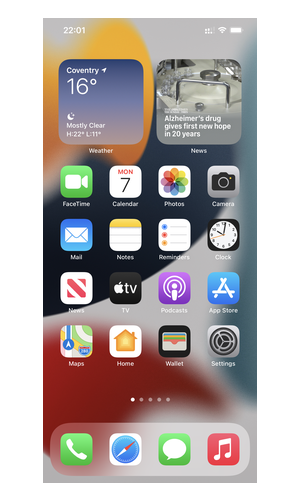 22:01
Coventry
16°
Mostly Clear
H:22° L:11°
Weather
Alzheimer's drug
gives first new hope
in 20 years
News
MON
7
FaceTime
Calendar
Photos
Camera
Mail
Notes
Reminders
Clock
tv
News
TV
Podcasts
App Store
Maps
Home
Wallet
Settings